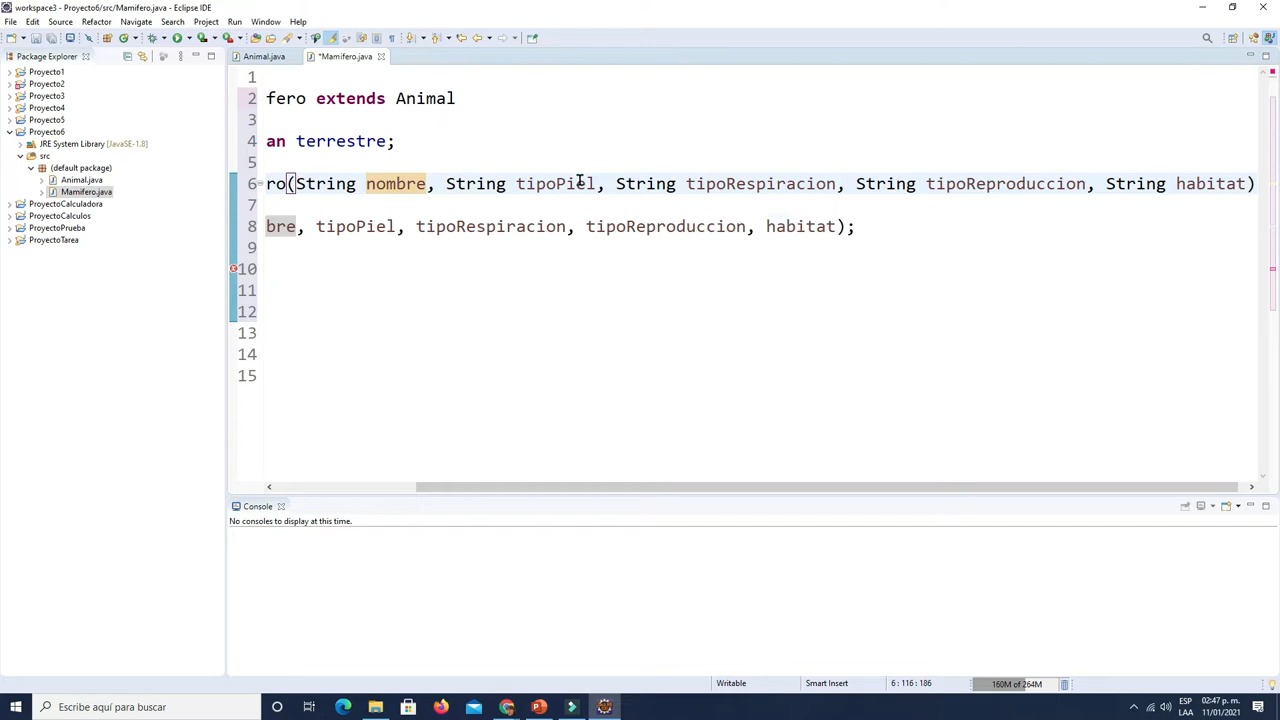 workspace3 - Proyecto6/src/Mamifero.java - Eclipse IDE
File Edit Source Refactor Navigate Search Project Run Window Help
Package Explorer
Proyecto1
Proyecto2
Proyecto3
Proyecto4
Proyecto5
Proyecto6
JRE System Library [JavaSE-1.8]
src
(default package)
Animal.java
Mamifero.java
ProyectoCalculadora
ProyectoCalculos
ProyectoPrueba
ProyectoTarea
Animal.java *Mamifero.java
1
2 fero extends Animal
3
4 an terrestre;
5
6 ro(String nombre, String tipoPiel, String tipoRespiracion, String tipoReproduccion, String habitat)
7
8 bre, tipoPiel, tipoRespiracion, tipoReproduccion, habitat);
9
10
11
12
13
14
15
Console
No consoles to display at this time.
Writable Smart Insert 6 : 116 : 186 160M of 264M
Escribe aquí para buscar
ESP 02:47 p. m.
LAA 11/01/2021